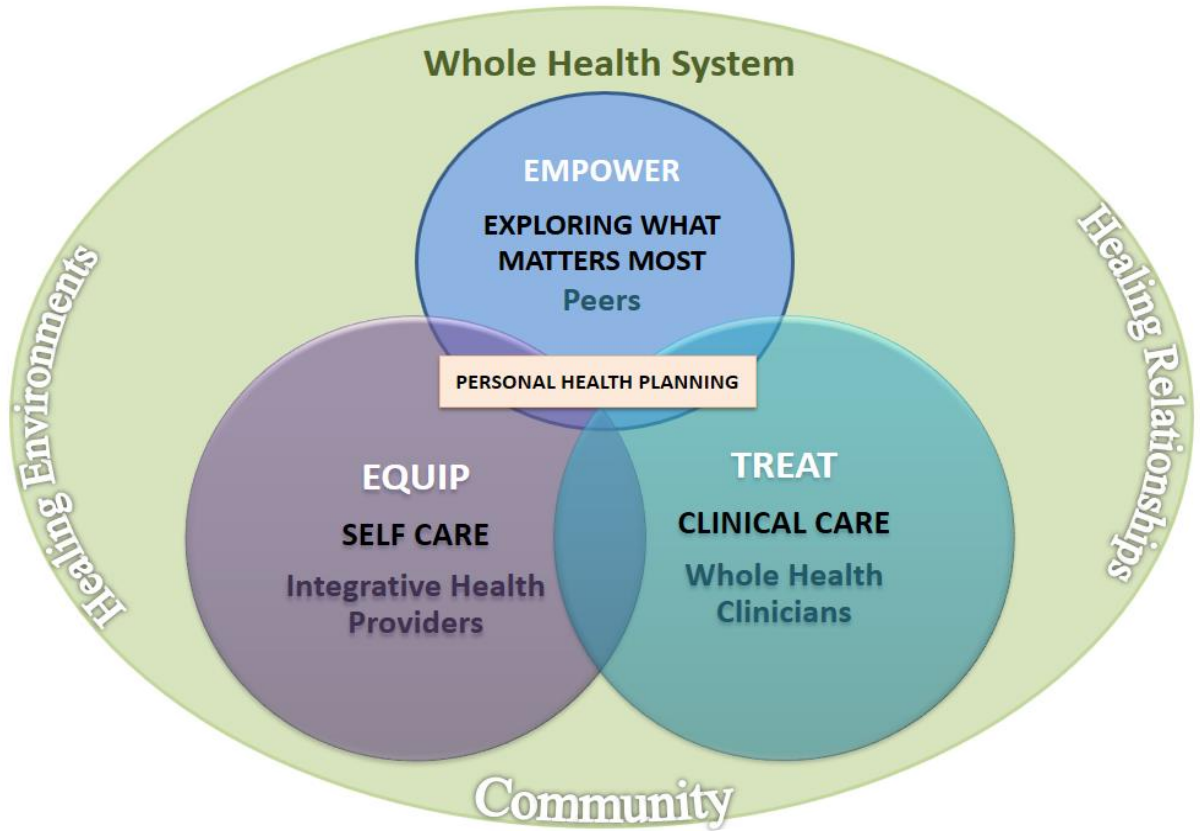 Whole Health System
EMPOWER
EXPLORING WHAT
MATTERS MOST
Peers
PERSONAL HEALTH PLANNING
EQUIP
SELF CARE
Integrative Health
Providers
TREAT
CLINICAL CARE
Whole Health
Clinicians
Healing Environments
Healing Relationships
Community